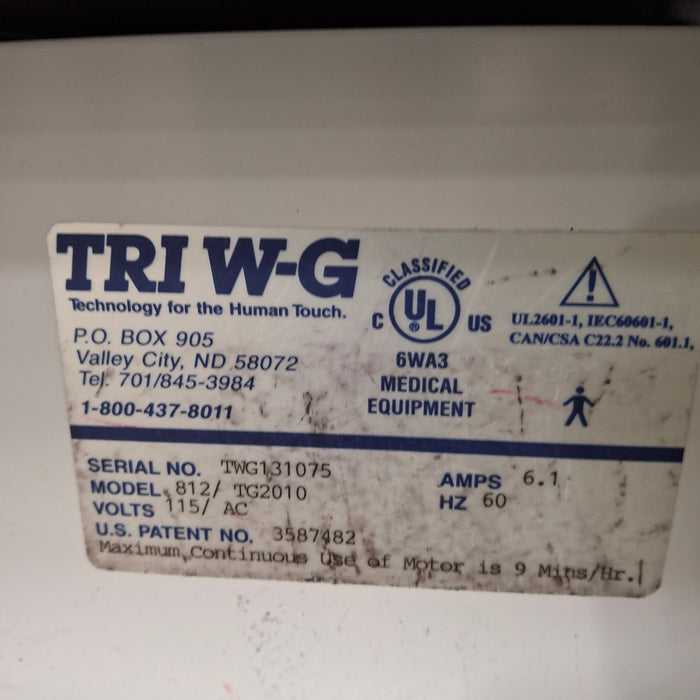 TRI W-G
Technology for the Human Touch.
P.O. BOX 905
Valley City, ND 58072
Tel. 701/845-3984
1-800-437-8011
CLASSIFIED
C UL ® US
6WA3
MEDICAL
EQUIPMENT
UL2601-1, IEC60601-1,
CAN/CSA C22.2 No. 601.1,
SERIAL NO. TWG131075
MODEL 812/ TG2010
VOLTS 115/ AC
AMPS 6.1
HZ 60
U.S. PATENT NO. 3587482
Maximum Continuous Use of Motor is 9 Mins/Hr.